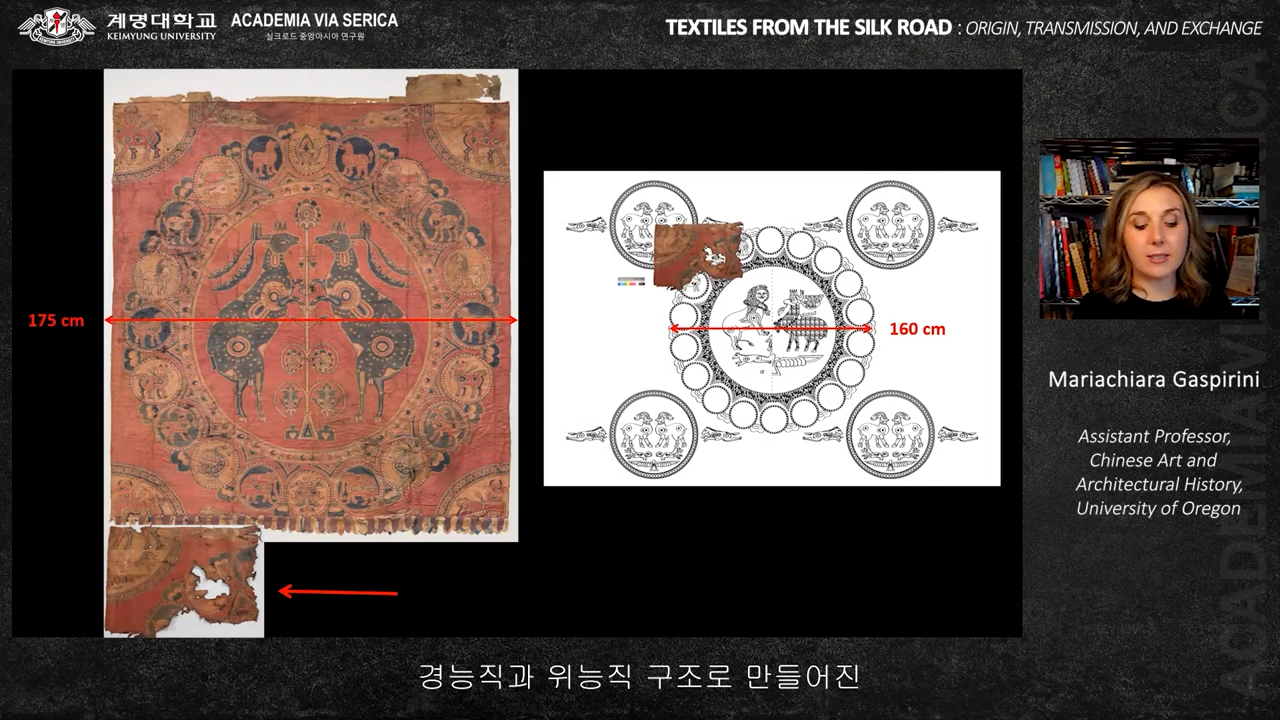 계명대학교
KEIMYUNG UNIVERSITY
ACADEMIA VIA SERICA
실크로드 중앙아시아 연구원
TEXTILES FROM THE SILK ROAD : ORIGIN, TRANSMISSION, AND EXCHANGE
175 cm
160 cm
Mariachiara Gaspirini
Assistant Professor,
Chinese Art and
Architectural History,
University of Oregon
경능직과 위능직 구조로 만들어진
ACADEMIA VIA SERICA